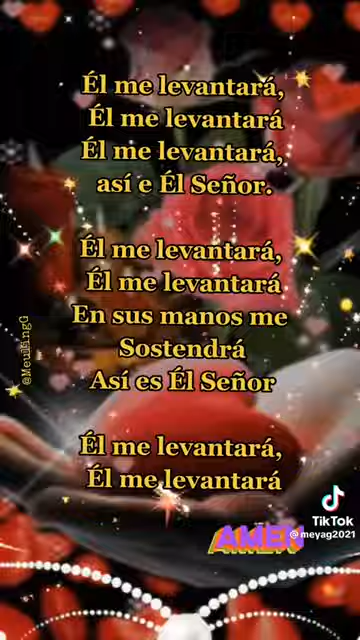 Él me levantará,
Él me levantará
Él me levantará,
así e Él Señor.
Él me levantará,
Él me levantará
En sus manos me
Sostendrá
Así es Él Señor
Él me levantará,
Él me levantará
AMEN
TikTok
@meyag2021
@MeullngG